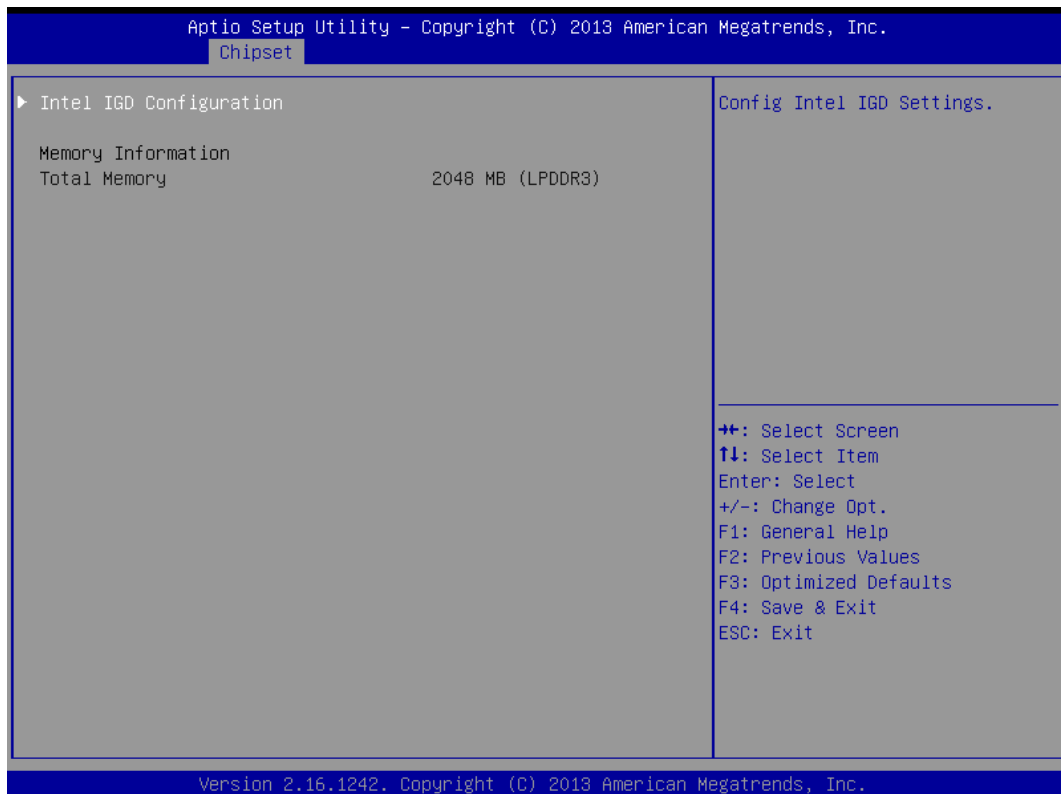 Aptio Setup Utility – Copyright (C) 2013 American Megatrends, Inc.
Chipset
▶ Intel IGD Configuration
Memory Information
Total Memory 2048 MB (LPDDR3)
Config Intel IGD Settings.
→←: Select Screen
↑↓: Select Item
Enter: Select
+/-: Change Opt.
F1: General Help
F2: Previous Values
F3: Optimized Defaults
F4: Save & Exit
ESC: Exit
Version 2.16.1242. Copyright (C) 2013 American Megatrends, Inc.